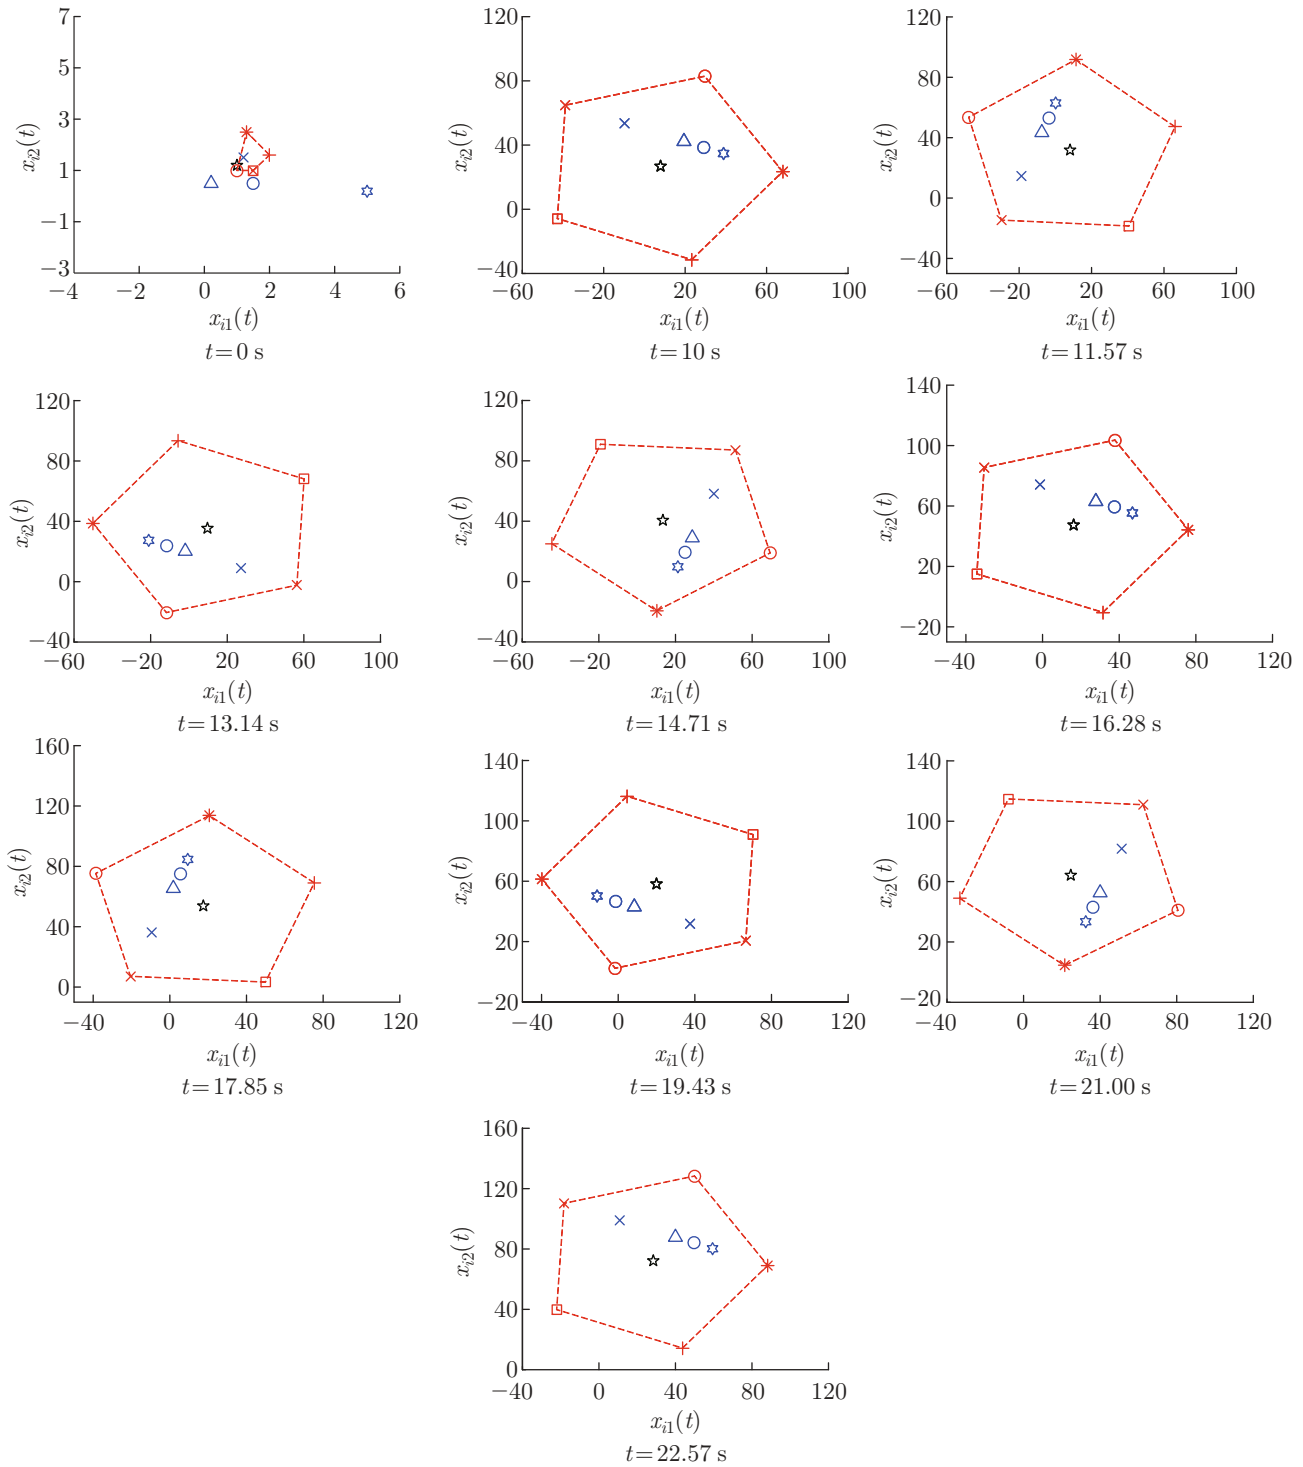 7
5
3
1
−1
−3
−4 −2 0 2 4 6
x_{i2}(t)
x_{i1}(t)
t=0 s
120
80
40
0
−40
−60 −20 20 60 100
x_{i2}(t)
x_{i1}(t)
t=10 s
120
80
40
0
−40
−60 −20 20 60 100
x_{i2}(t)
x_{i1}(t)
t=11.57 s
120
80
40
0
−40
−60 −20 20 60 100
x_{i2}(t)
x_{i1}(t)
t=13.14 s
120
80
40
0
−40
−60 −20 20 60 100
x_{i2}(t)
x_{i1}(t)
t=14.71 s
140
100
60
20
−20
−40 0 40 80 120
x_{i2}(t)
x_{i1}(t)
t=16.28 s
160
120
80
40
0
−40 0 40 80 120
x_{i2}(t)
x_{i1}(t)
t=17.85 s
140
100
60
20
−20
−40 0 40 80 120
x_{i2}(t)
x_{i1}(t)
t=19.43 s
140
100
60
20
−20
−40 0 40 80 120
x_{i2}(t)
x_{i1}(t)
t=21.00 s
160
120
80
40
0
−40 0 40 80 120
x_{i2}(t)
x_{i1}(t)
t=22.57 s